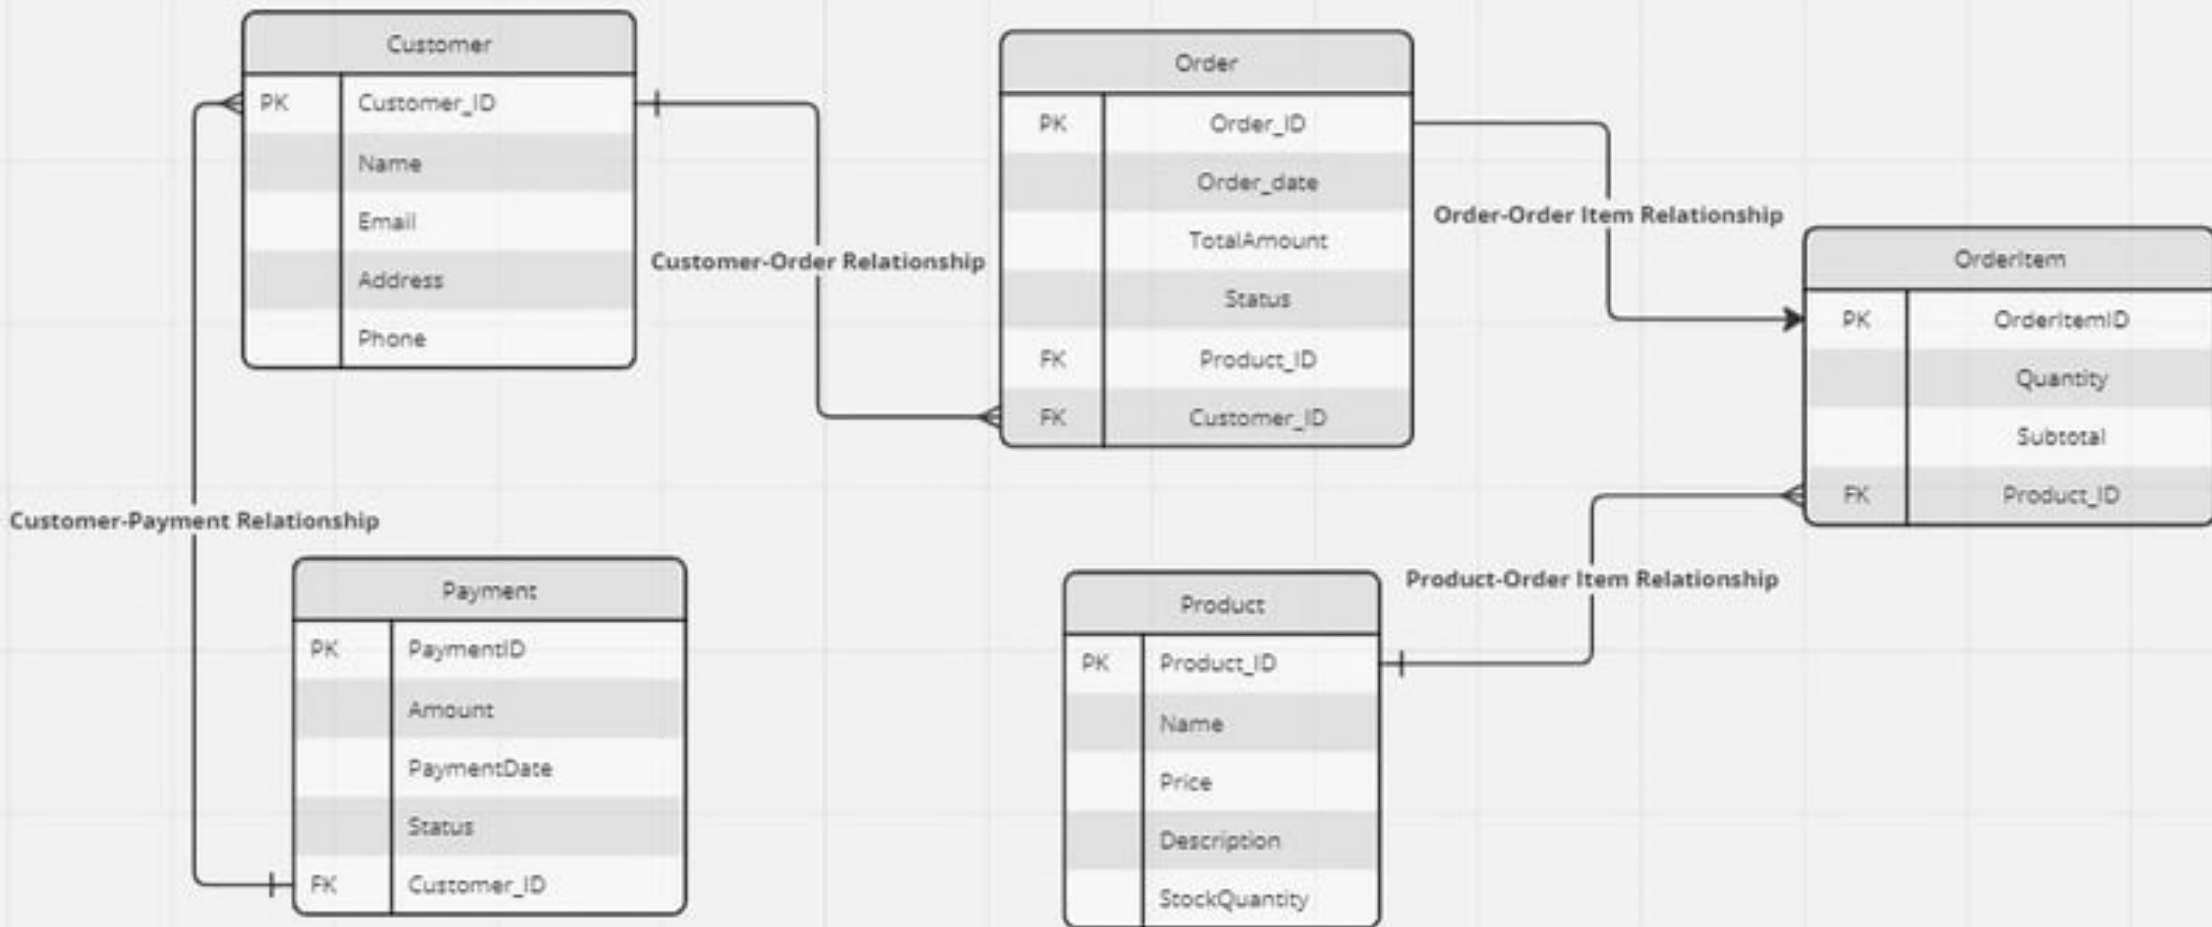 Customer
PK Customer_ID
Name
Email
Address
Phone
Customer-Order Relationship
Order
PK Order_ID
Order_date
TotalAmount
Status
FK Product_ID
FK Customer_ID
Order-Order Item Relationship
OrderItem
PK OrderItemID
Quantity
Subtotal
FK Product_ID
Customer-Payment Relationship
Payment
PK PaymentID
Amount
PaymentDate
Status
FK Customer_ID
Product-Order Item Relationship
Product
PK Product_ID
Name
Price
Description
StockQuantity